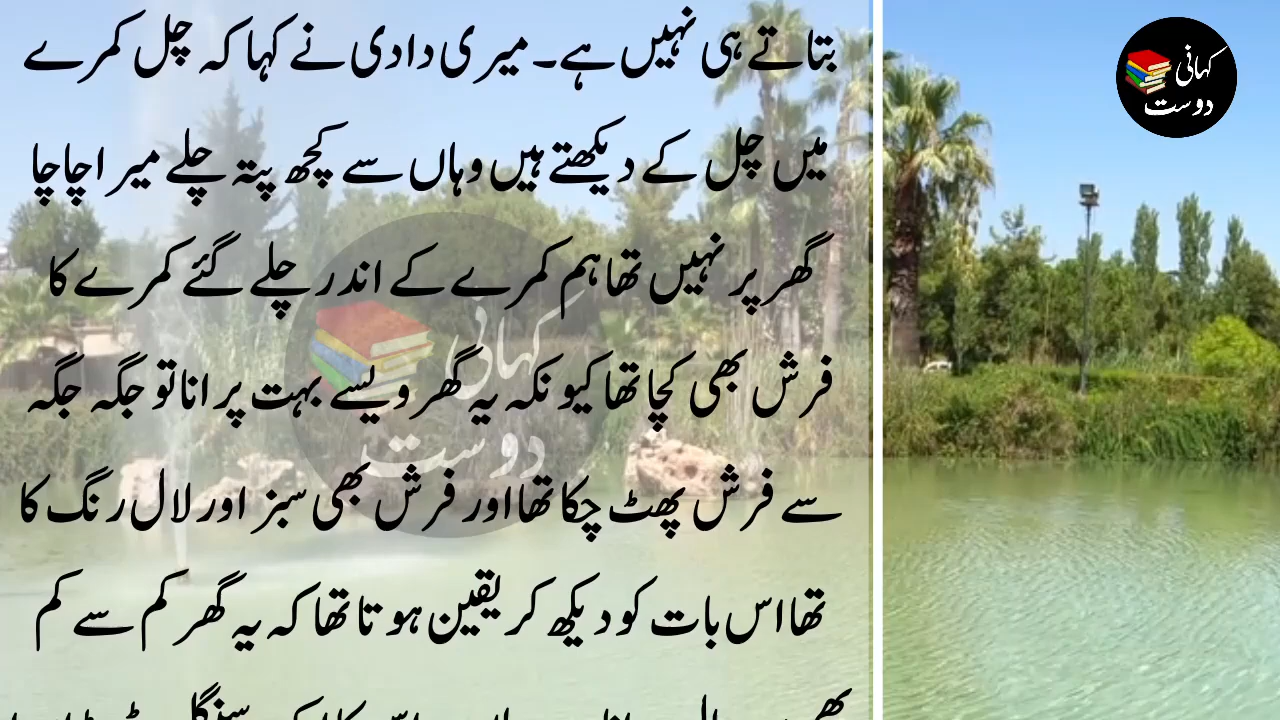 بتاتے ہی نہیں ہے۔ میری دادی نے کہا کہ چل کمرے
میں چل کے دیکھتے ہیں وہاں سے کچھ پتہ چلے میرا چاچا
گھر پر نہیں تھا ہم کمرے کے اندر چلے گئے کمرے کا
فرش بھی کچا تھا کیونکہ یہ گھر ویسے بہت پرانا تو جگہ جگہ
سے فرش پھٹ چکا تھا اور فرش بھی سبز اور لال رنگ کا
تھا اس بات کو دیکھ کر یقین ہوتا تھا کہ یہ گھر کم سے کم
کہانی
دوست
کہانی
دوست